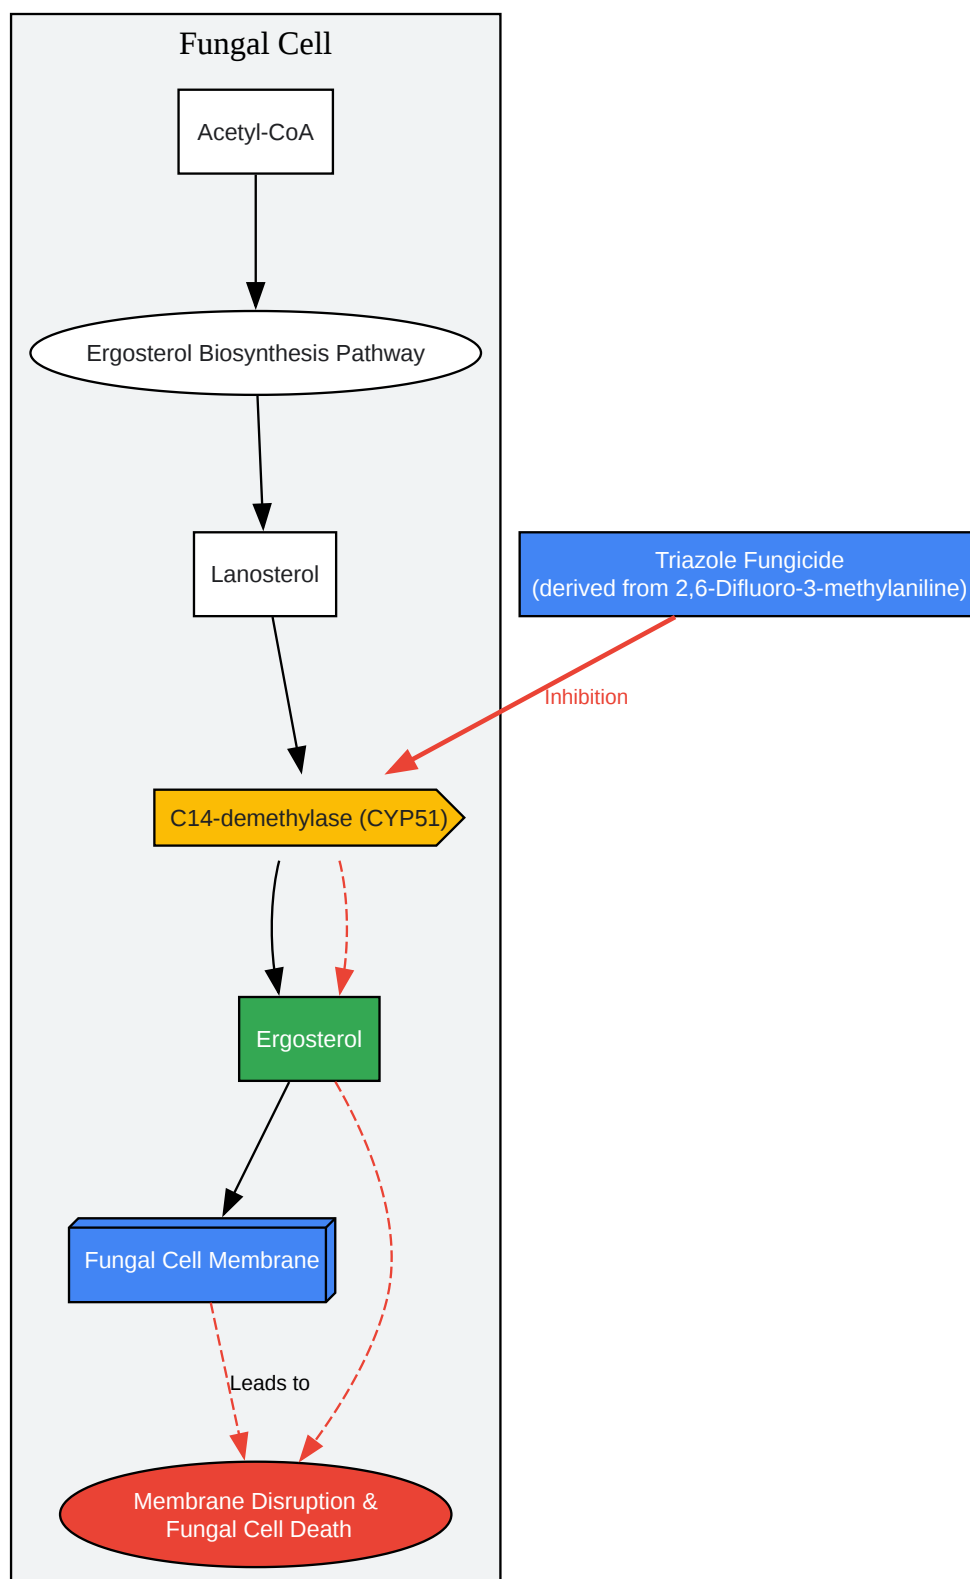 Fungal Cell
Acetyl-CoA
Ergosterol Biosynthesis Pathway
Lanosterol
Triazole Fungicide
(derived from 2,6-Difluoro-3-methylaniline)
Inhibition
C14-demethylase (CYP51)
Ergosterol
Fungal Cell Membrane
Leads to
Membrane Disruption &
Fungal Cell Death